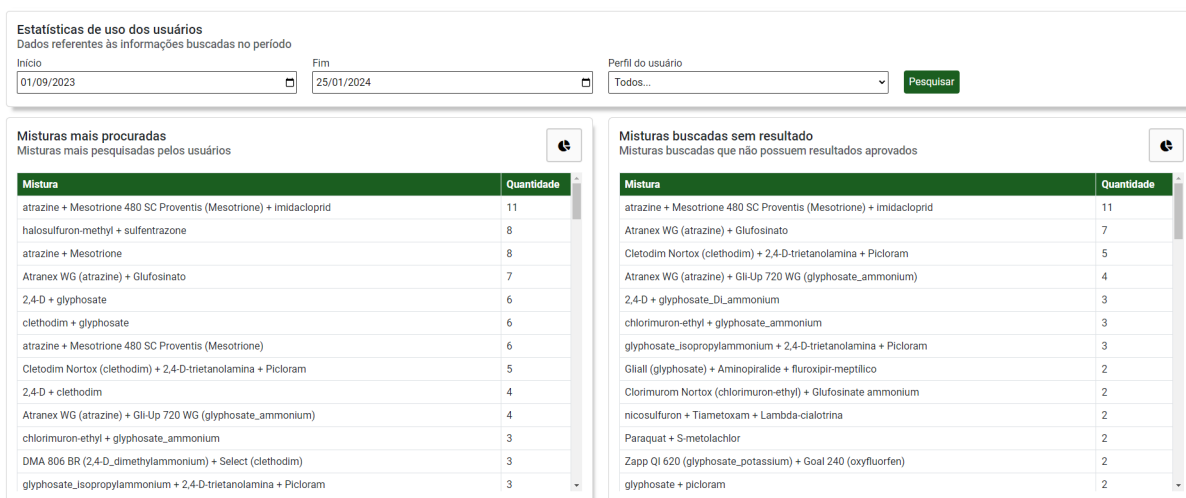 Estatísticas de uso dos usuários
Dados referentes às informações buscadas no período
Início
01/09/2023
Fim
25/01/2024
Perfil do usuário
Todos...
Pesquisar
Misturas mais procuradas
Misturas mais pesquisadas pelos usuários
Mistura Quantidade
atrazine + Mesotrione 480 SC Proventis (Mesotrione) + imidacloprid 11
halosulfuron-methyl + sulfentrazone 8
atrazine + Mesotrione 8
Atranex WG (atrazine) + Glufosinato 7
2,4-D + glyphosate 6
clethodim + glyphosate 6
atrazine + Mesotrione 480 SC Proventis (Mesotrione) 6
Cletodim Nortox (clethodim) + 2,4-D-trietanolamina + Picloram 5
2,4-D + clethodim 4
Atranex WG (atrazine) + Gli-Up 720 WG (glyphosate_ammonium) 4
chlorimuron-ethyl + glyphosate_ammonium 3
DMA 806 BR (2,4-D_dimethylammonium) + Select (clethodim) 3
glyphosate_isopropylammonium + 2,4-D-trietanolamina + Picloram 3
Misturas buscadas sem resultado
Misturas buscadas que não possuem resultados aprovados
Mistura Quantidade
atrazine + Mesotrione 480 SC Proventis (Mesotrione) + imidacloprid 11
Atranex WG (atrazine) + Glufosinato 7
Cletodim Nortox (clethodim) + 2,4-D-trietanolamina + Picloram 5
Atranex WG (atrazine) + Gli-Up 720 WG (glyphosate_ammonium) 4
2,4-D + glyphosate_Di_ammonium 3
chlorimuron-ethyl + glyphosate_ammonium 3
glyphosate_isopropylammonium + 2,4-D-trietanolamina + Picloram 3
Gliall (glyphosate) + Aminopiralide + fluroxipir-meptílico 2
Clorimurom Nortox (chlorimuron-ethyl) + Glufosinate ammonium 2
nicosulfuron + Tiametoxam + Lambda-cialotrina 2
Paraquat + S-metolachlor 2
Zapp QI 620 (glyphosate_potassium) + Goal 240 (oxyfluorfen) 2
glyphosate + picloram 2